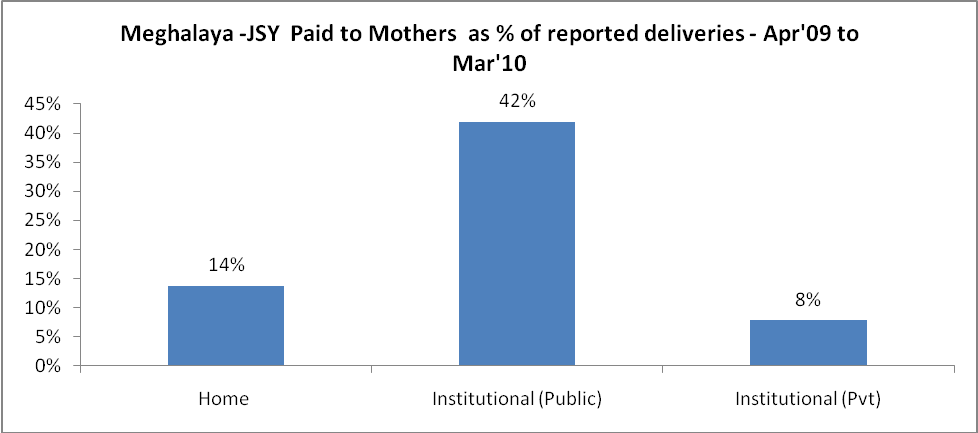 Meghalaya -JSY Paid to Mothers as % of reported deliveries - Apr'09 to
Mar'10
45%
40%
35%
30%
25%
20%
15%
10%
5%
0%
14%
42%
8%
Home
Institutional (Public)
Institutional (Pvt)